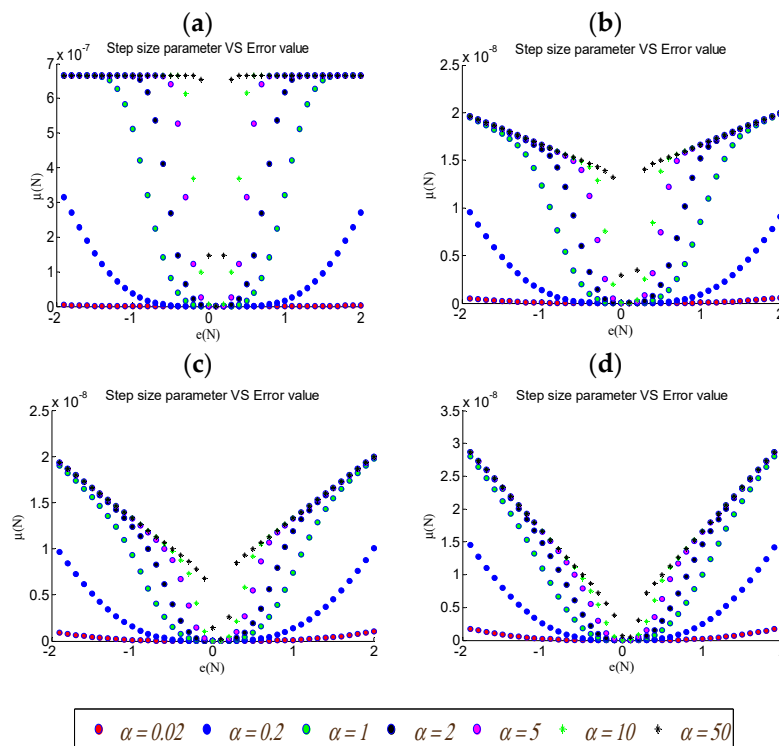 (a)
x 10^-7
Step size parameter VS Error value
7
6
5
4
3
2
1
0
μ(N)
-2 -1 0 1 2
e(N)
(b)
x 10^-8
Step size parameter VS Error value
2.5
2
1.5
1
0.5
0
μ(N)
-2 -1 0 1 2
e(N)
(c)
x 10^-8
Step size parameter VS Error value
2.5
2
1.5
1
0.5
0
μ(N)
-2 -1 0 1 2
e(N)
(d)
x 10^-8
Step size parameter VS Error value
3.5
3
2.5
2
1.5
1
0.5
0
μ(N)
-2 -1 0 1 2
e(N)
α = 0.02 α = 0.2 α = 1 α = 2 α = 5 α = 10 α = 50